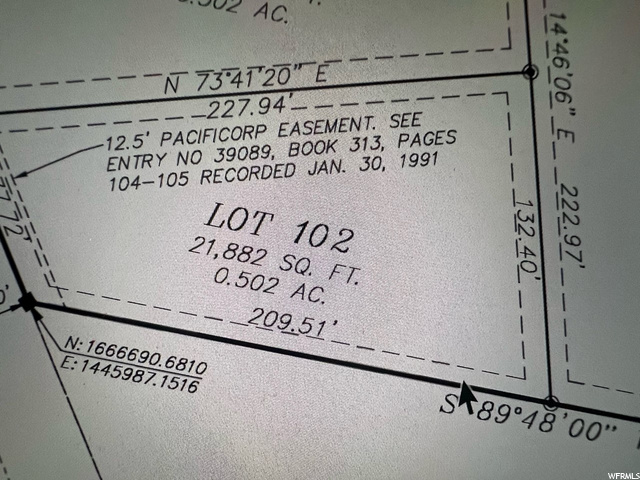 0.502 AC.
N 73°41'20" E
227.94'
14°46'06" E
222.97'
12.5' PACIFICORP EASEMENT. SEE
ENTRY NO 39089, BOOK 313, PAGES
104-105 RECORDED JAN. 30, 1991
132.40'
LOT 102
21,882 SQ. FT.
0.502 AC.
209.51'
N: 1666690.6810
E: 1445987.1516
S 89°48'00"
WFRMLS